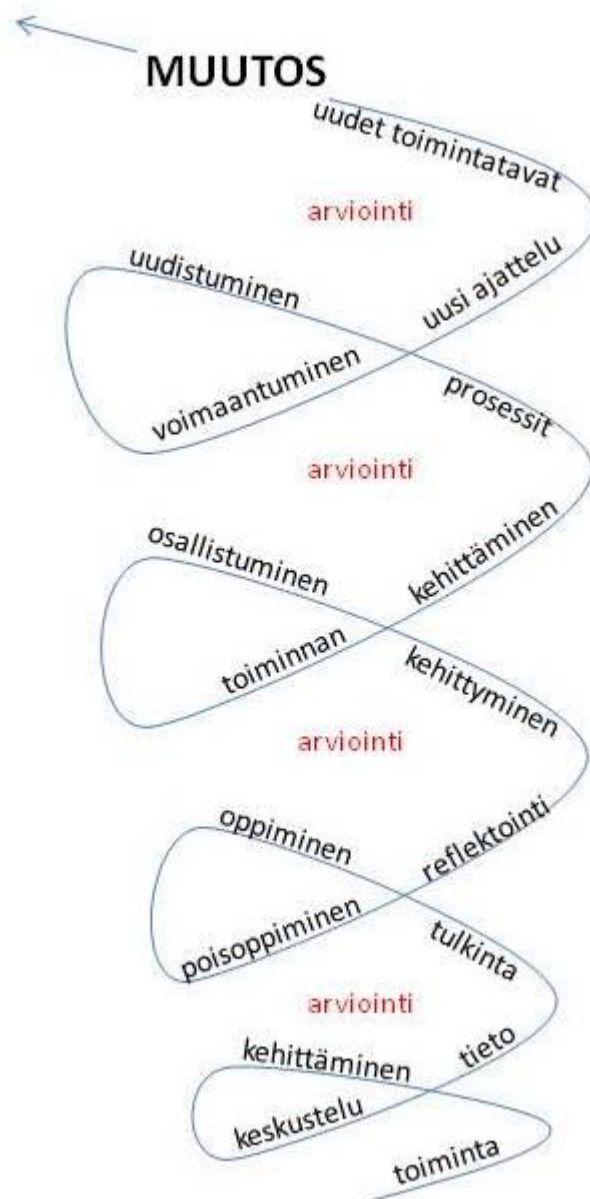 MUUTOS
uudet toimintatavat
arviointi
uudistuminen
uusi ajattelu
voimaantuminen
prosessit
arviointi
osallistuminen
kehittäminen
toiminnan
kehittyminen
arviointi
oppiminen
reflektointi
poisoppiminen
tulkinta
arviointi
kehittäminen
tieto
keskustelu
toiminta